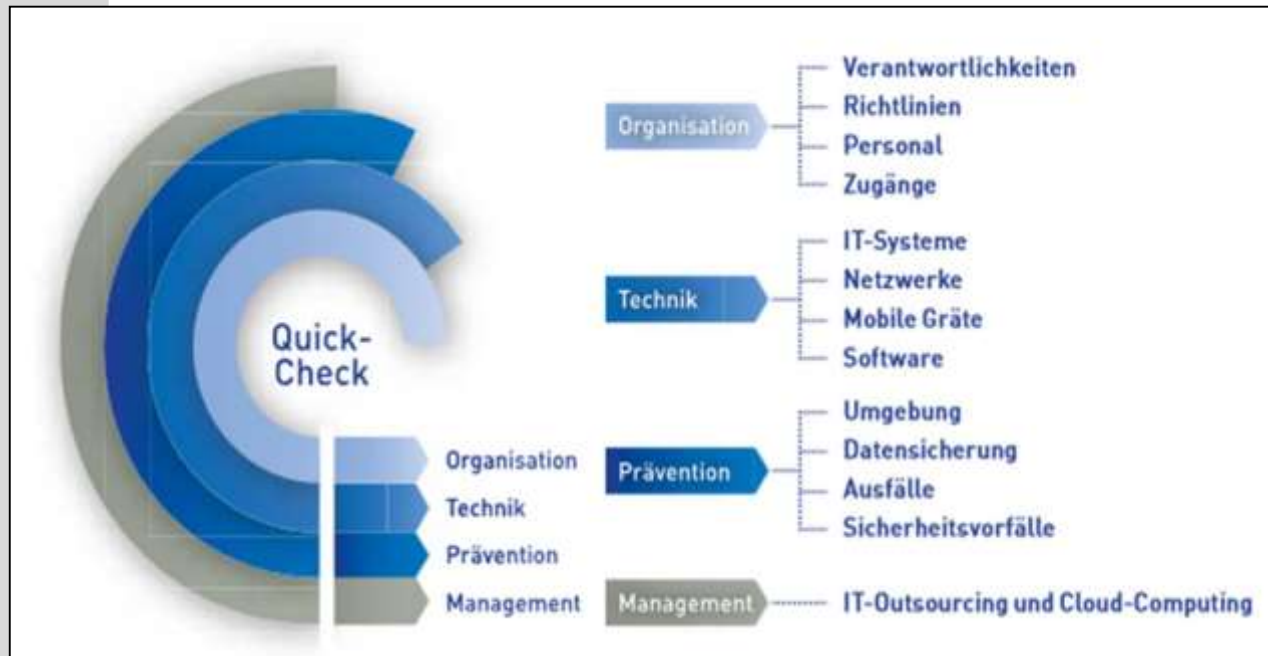 Quick-
Check
Organisation
Technik
Prävention
Management
Organisation
Verantwortlichkeiten
Richtlinien
Personal
Zugänge
Technik
IT-Systeme
Netzwerke
Mobile Gräte
Software
Prävention
Umgebung
Datensicherung
Ausfälle
Sicherheitsvorfälle
Management
IT-Outsourcing und Cloud-Computing